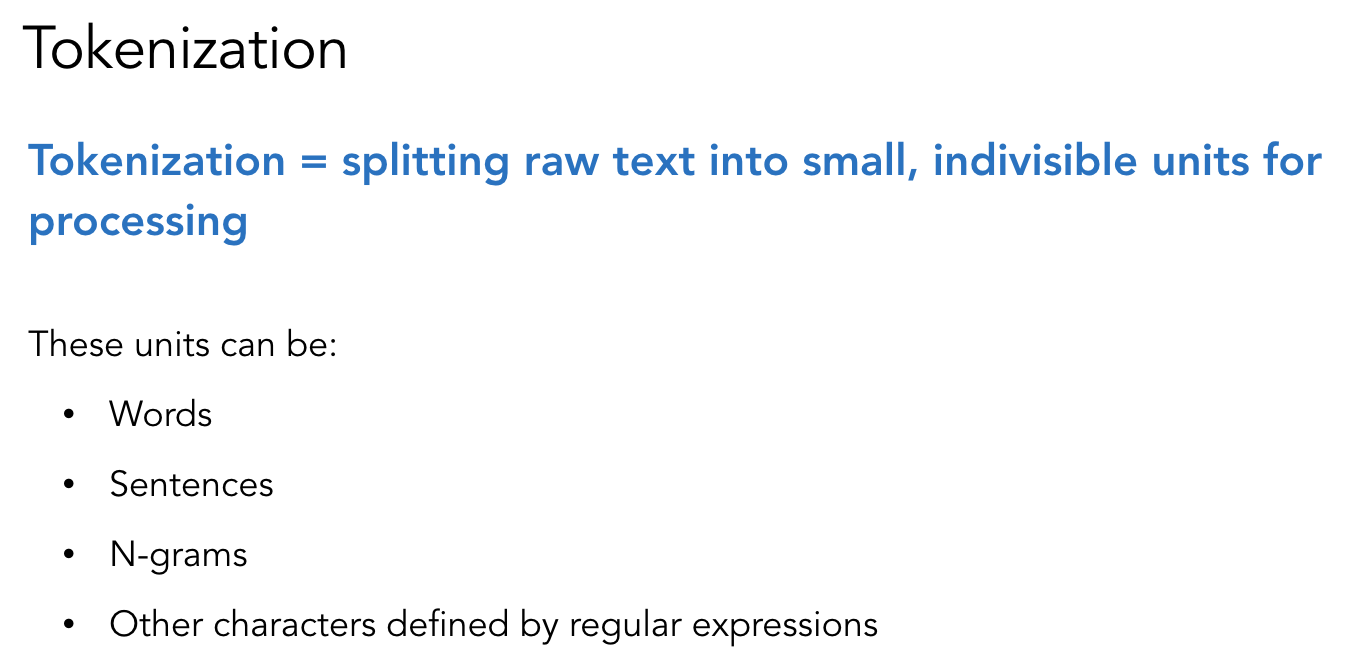 Tokenization
Tokenization = splitting raw text into small, indivisible units for
processing
These units can be:
• Words
• Sentences
• N-grams
• Other characters defined by regular expressions